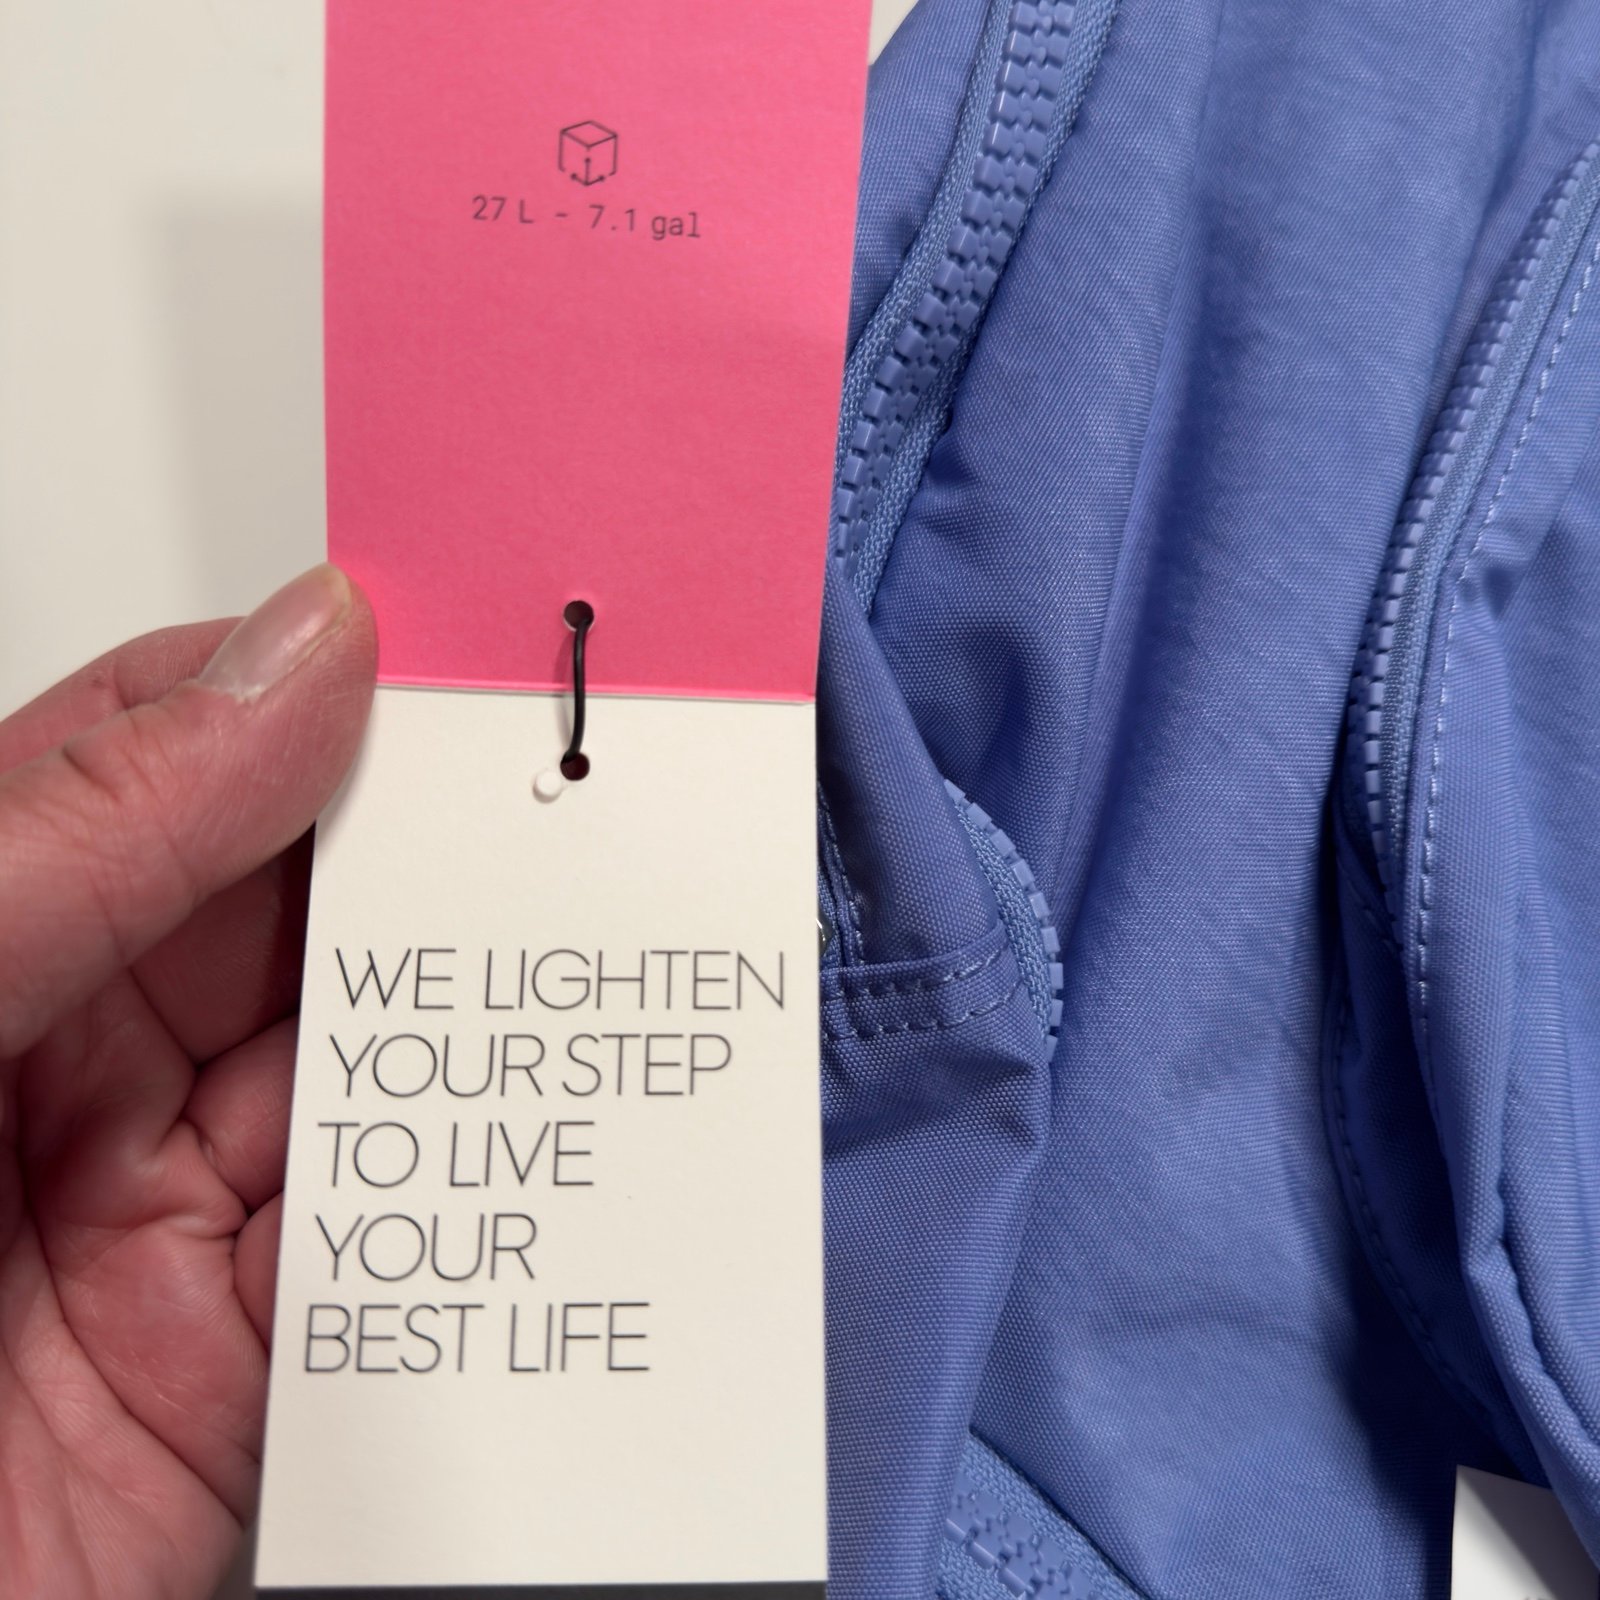 27 L - 7.1 gal
WE LIGHTEN
YOUR STEP
TO LIVE
YOUR
BEST LIFE